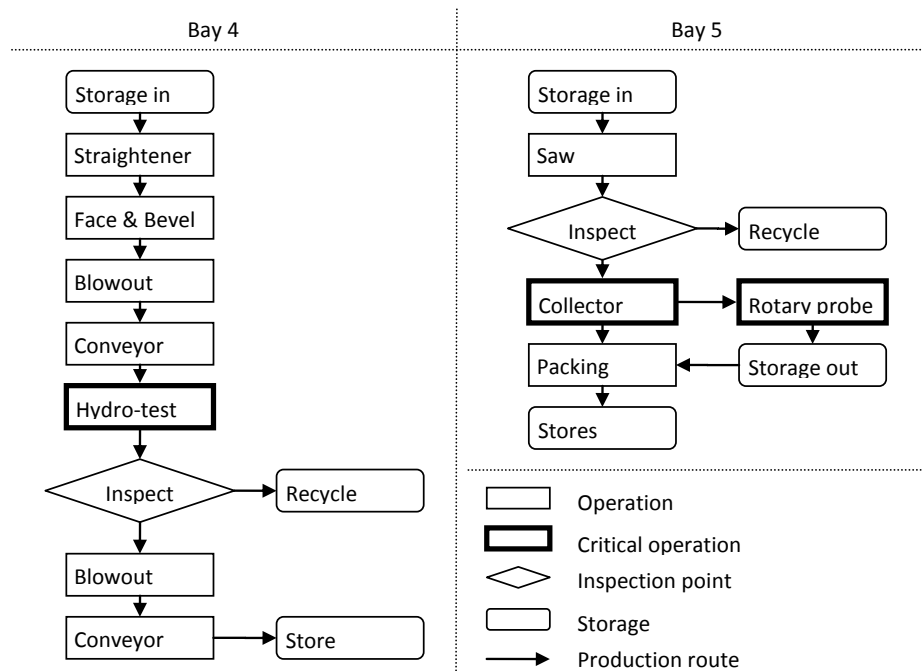 Bay 4
Storage in
Straightener
Face & Bevel
Blowout
Conveyor
Hydro-test
Inspect
Recycle
Blowout
Conveyor
Store
Bay 5
Storage in
Saw
Inspect
Recycle
Collector
Rotary probe
Packing
Storage out
Stores
Operation
Critical operation
Inspection point
Storage
Production route